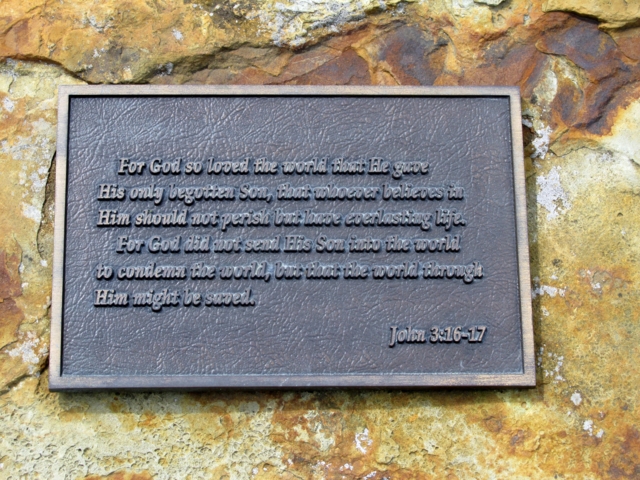 For God so loved the world that He gave
His only begotten Son, that whoever believes in
Him should not perish but have everlasting life.
For God did not send His Son into the world
to condemn the world, but that the world through
Him might be saved.
John 3:16-17